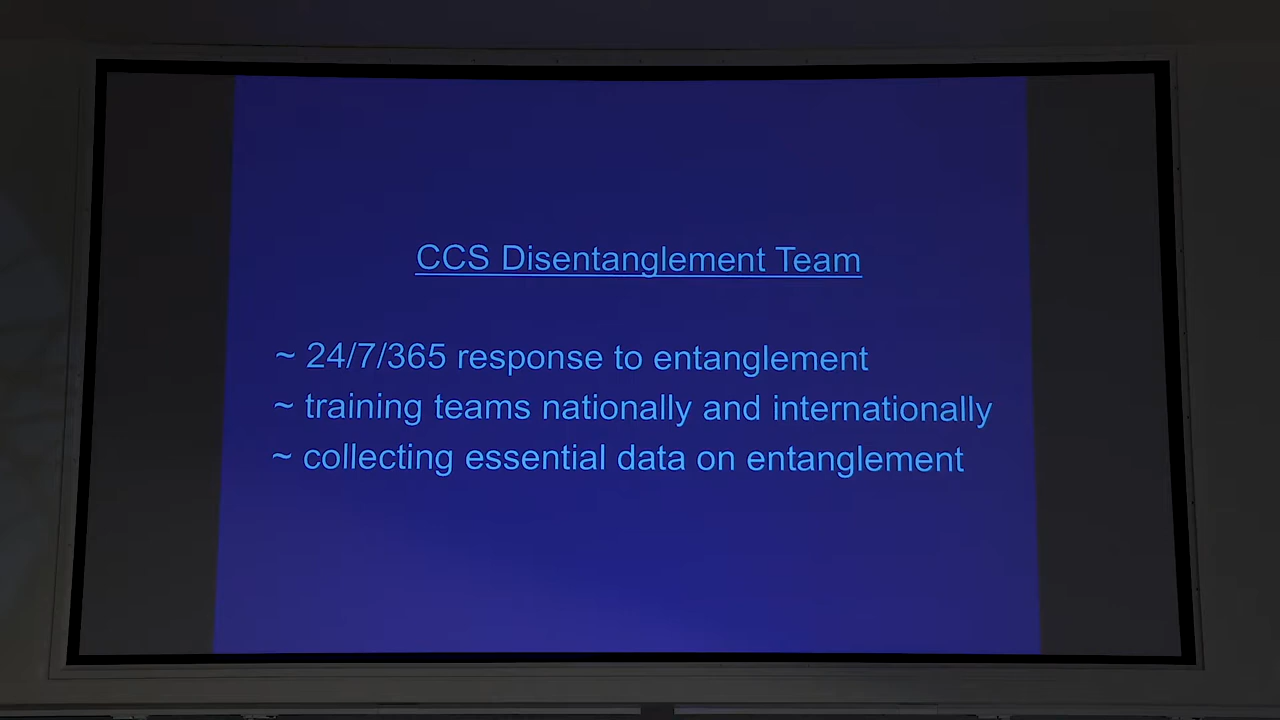 CCS Disentanglement Team
~ 24/7/365 response to entanglement
~ training teams nationally and internationally
~ collecting essential data on entanglement